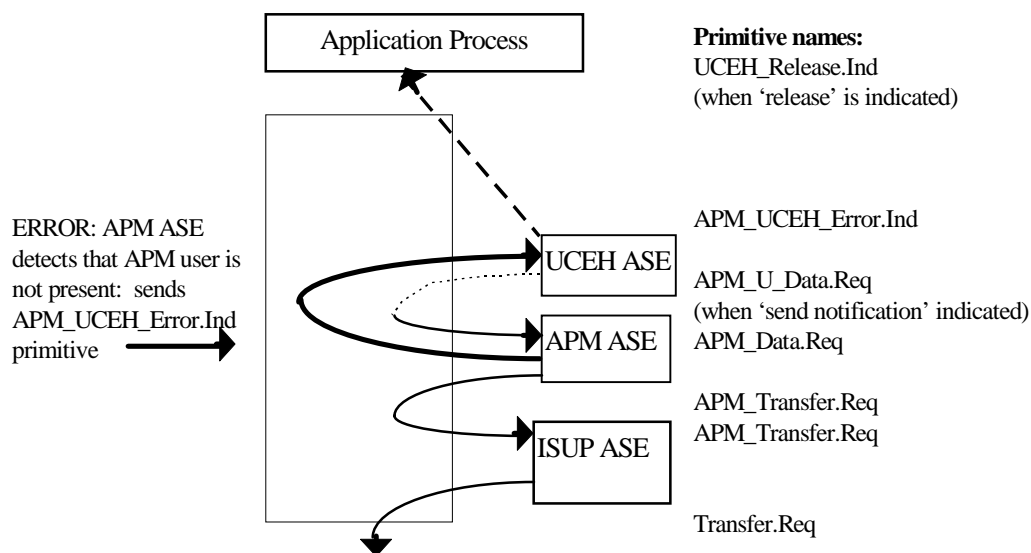 Application Process
Primitive names:
UCEH_Release.Ind
(when ‘release’ is indicated)
ERROR: APM ASE
detects that APM user is
not present: sends
APM_UCEH_Error.Ind
primitive
APM_UCEH_Error.Ind
UCEH ASE
APM_U_Data.Req
(when ‘send notification’ indicated)
APM ASE
APM_Data.Req
APM_Transfer.Req
APM_Transfer.Req
ISUP ASE
Transfer.Req